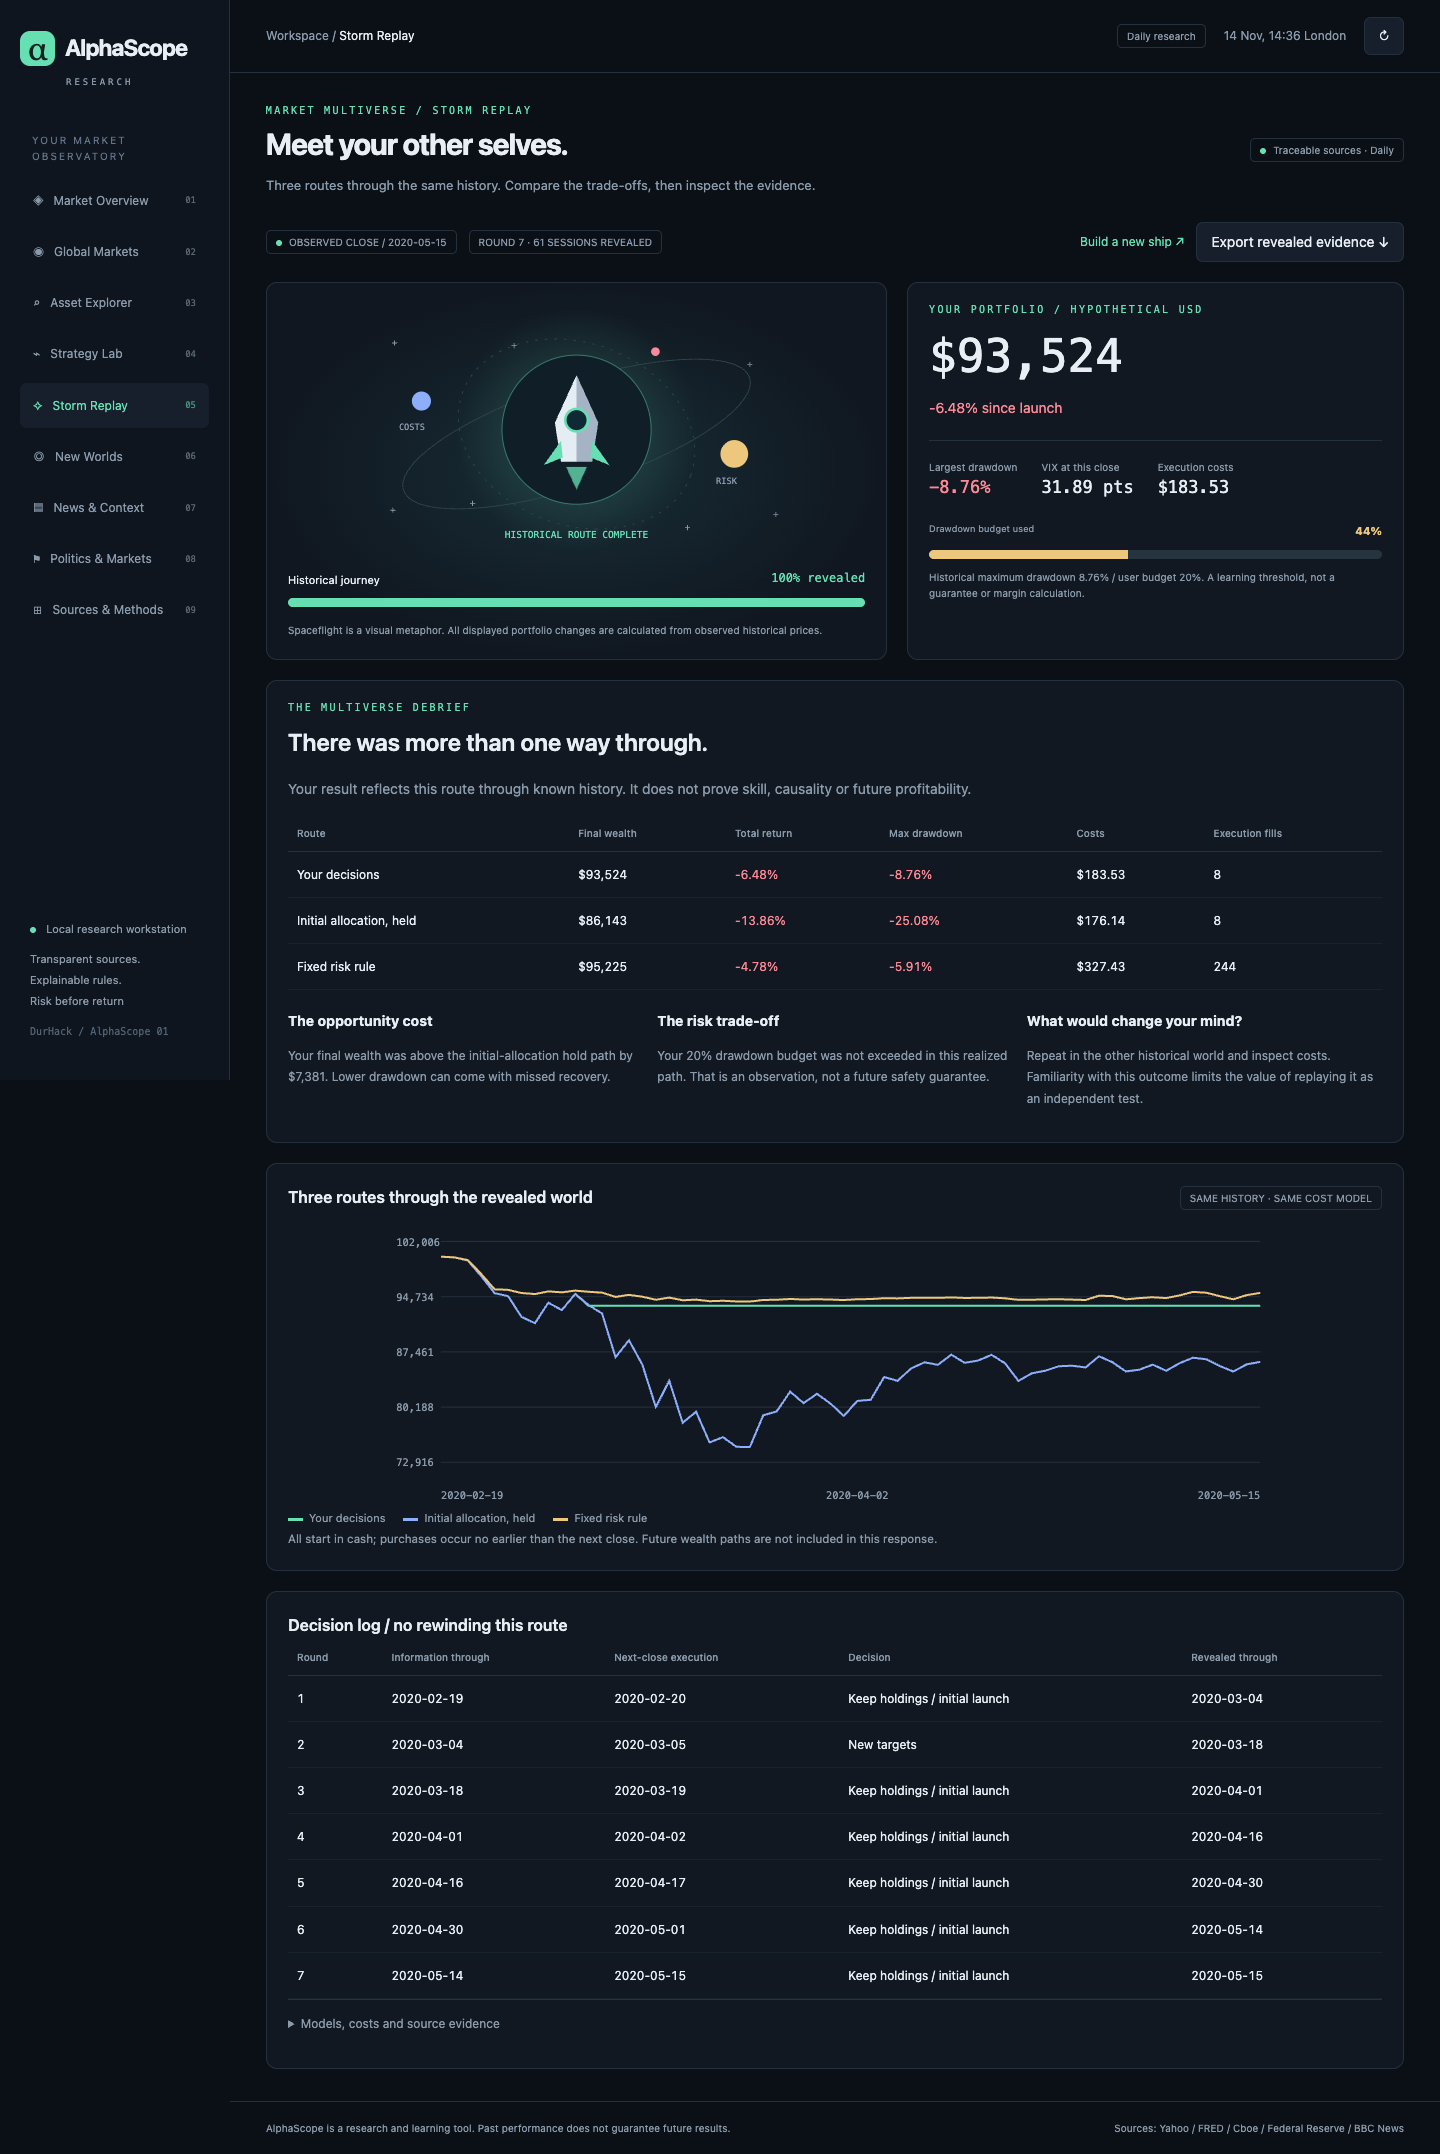 α AlphaScope
RESEARCH
YOUR MARKET
OBSERVATORY
Market Overview 01
Global Markets 02
Asset Explorer 03
Strategy Lab 04
Storm Replay 05
New Worlds 06
News & Context 07
Politics & Markets 08
Sources & Methods 09
Local research workstation
Transparent sources.
Explainable rules.
Risk before return
DurHack / AlphaScope 01
Workspace / Storm Replay
Daily research
14 Nov, 14:36 London
↻
MARKET MULTIVERSE / STORM REPLAY
Meet your other selves.
Traceable sources · Daily
Three routes through the same history. Compare the trade-offs, then inspect the evidence.
OBSERVED CLOSE / 2020-05-15
ROUND 7 · 61 SESSIONS REVEALED
Build a new ship ↗
Export revealed evidence ↓
COSTS
RISK
HISTORICAL ROUTE COMPLETE
Historical journey 100% revealed
Spaceflight is a visual metaphor. All displayed portfolio changes are calculated from observed historical prices.
YOUR PORTFOLIO / HYPOTHETICAL USD
$93,524
-6.48% since launch
Largest drawdown VIX at this close Execution costs
−8.76% 31.89 pts $183.53
Drawdown budget used 44%
Historical maximum drawdown 8.76% / user budget 20%. A learning threshold, not a
guarantee or margin calculation.
THE MULTIVERSE DEBRIEF
There was more than one way through.
Your result reflects this route through known history. It does not prove skill, causality or future profitability.
Route Final wealth Total return Max drawdown Costs Execution fills
Your decisions $93,524 -6.48% -8.76% $183.53 8
Initial allocation, held $86,143 -13.86% -25.08% $176.14 8
Fixed risk rule $95,225 -4.78% -5.91% $327.43 244
The opportunity cost
Your final wealth was above the initial-allocation hold path by
$7,381. Lower drawdown can come with missed recovery.
The risk trade-off
Your 20% drawdown budget was not exceeded in this realized
path. That is an observation, not a future safety guarantee.
What would change your mind?
Repeat in the other historical world and inspect costs.
Familiarity with this outcome limits the value of replaying it as
an independent test.
Three routes through the revealed world
SAME HISTORY · SAME COST MODEL
102,006
94,734
87,461
80,188
72,916
2020-02-19 2020-04-02 2020-05-15
Your decisions Initial allocation, held Fixed risk rule
All start in cash; purchases occur no earlier than the next close. Future wealth paths are not included in this response.
Decision log / no rewinding this route
Round Information through Next-close execution Decision Revealed through
1 2020-02-19 2020-02-20 Keep holdings / initial launch 2020-03-04
2 2020-03-04 2020-03-05 New targets 2020-03-18
3 2020-03-18 2020-03-19 Keep holdings / initial launch 2020-04-01
4 2020-04-01 2020-04-02 Keep holdings / initial launch 2020-04-16
5 2020-04-16 2020-04-17 Keep holdings / initial launch 2020-04-30
6 2020-04-30 2020-05-01 Keep holdings / initial launch 2020-05-14
7 2020-05-14 2020-05-15 Keep holdings / initial launch 2020-05-15
▶ Models, costs and source evidence
AlphaScope is a research and learning tool. Past performance does not guarantee future results.
Sources: Yahoo / FRED / Cboe / Federal Reserve / BBC News